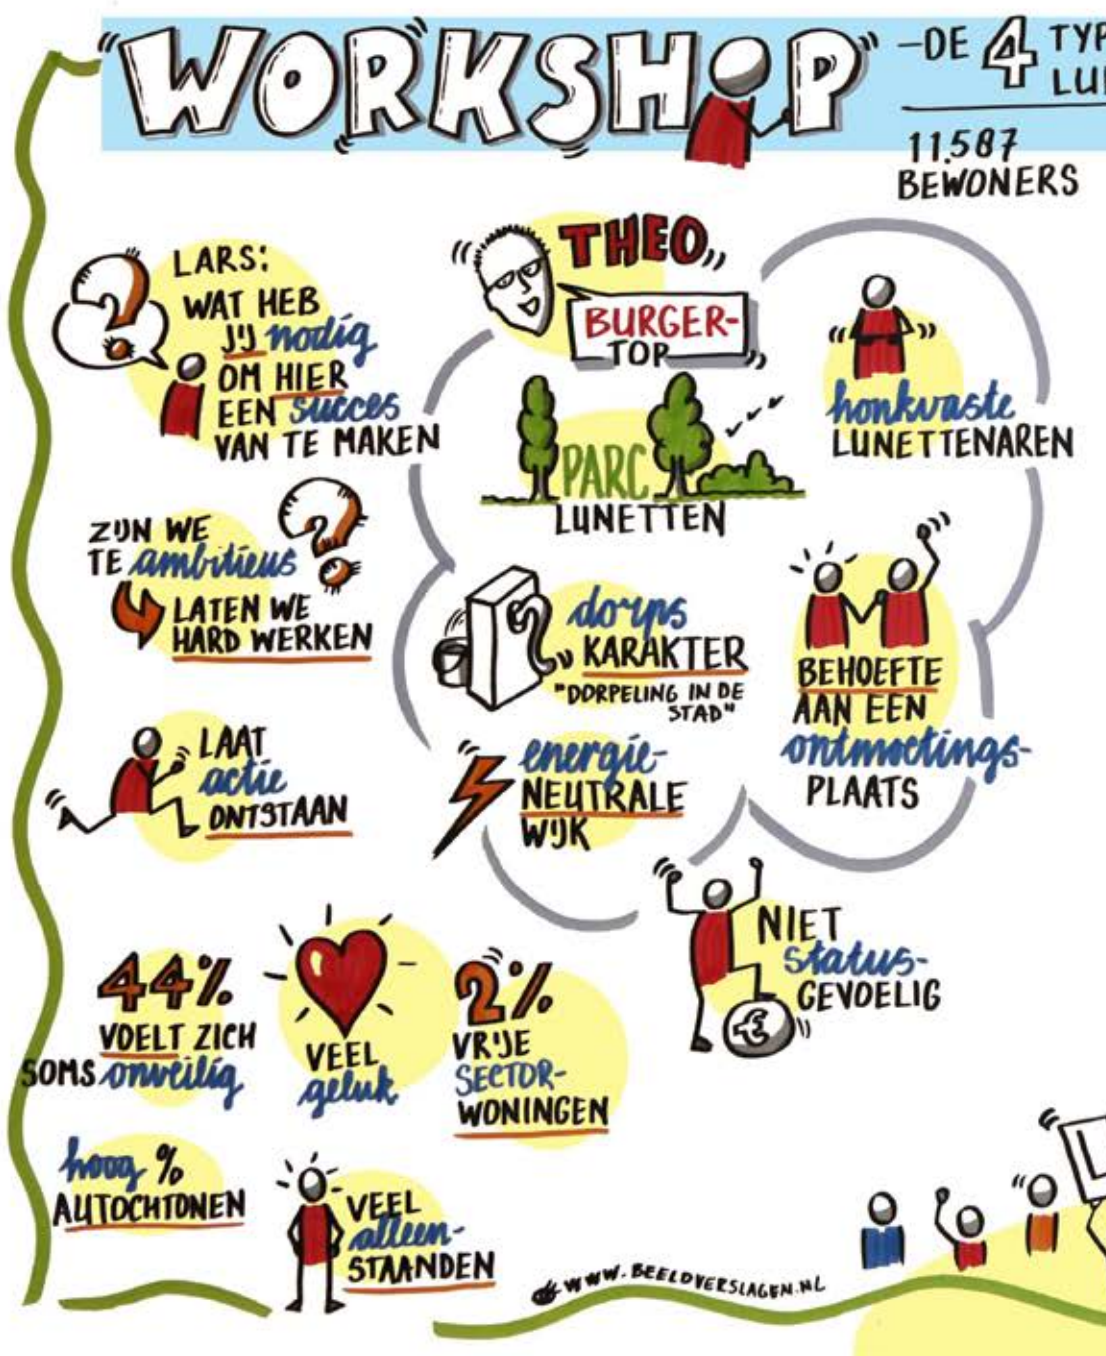 WORKSHOP
-DE 4 TYP
LU
11.587
BEWONERS
LARS:
WAT HEB
JIJ nodig
OM HIER
EEN succes
VAN TE MAKEN
?
ZIJN WE
TE ambitieus
?
LATEN WE
HARD WERKEN
LAAT
actie
ONTSTAAN
THEO
BURGER-
TOP
PARC
LUNETTEN
dorps
KARAKTER
"DORPELING IN DE
STAD"
energie-
NEUTRALE
WIJK
honkvaste
LUNETTENAREN
BEHOEFTE
AAN EEN
ontmoetings-
PLAATS
NIET
status-
GEVOELIG
€
44%
VOELT ZICH
SOMS onveilig
VEEL
geluk
2%
VRIJE
SECTOR-
WONINGEN
hoog %
AUTOCHTONEN
VEEL
alleen-
STAANDEN
WWW.BEELDVERSLAGEN.NL
L